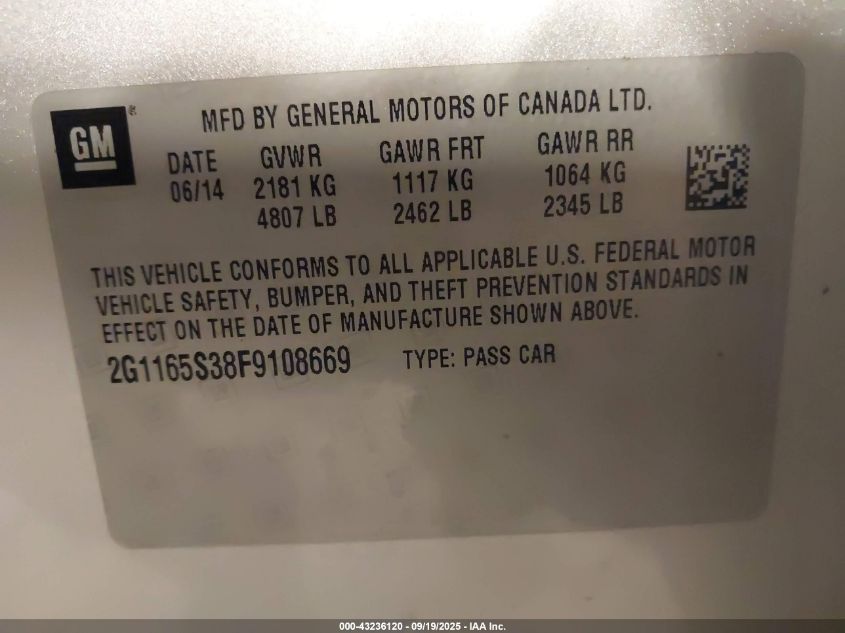 GM
MFD BY GENERAL MOTORS OF CANADA LTD.
DATE GVWR GAWR FRT GAWR RR
06/14 2181 KG 1117 KG 1064 KG
4807 LB 2462 LB 2345 LB
THIS VEHICLE CONFORMS TO ALL APPLICABLE U.S. FEDERAL MOTOR
VEHICLE SAFETY, BUMPER, AND THEFT PREVENTION STANDARDS IN
EFFECT ON THE DATE OF MANUFACTURE SHOWN ABOVE.
2G1165S38F9108669 TYPE: PASS CAR
000-43236120 - 09/19/2025 - IAA Inc.